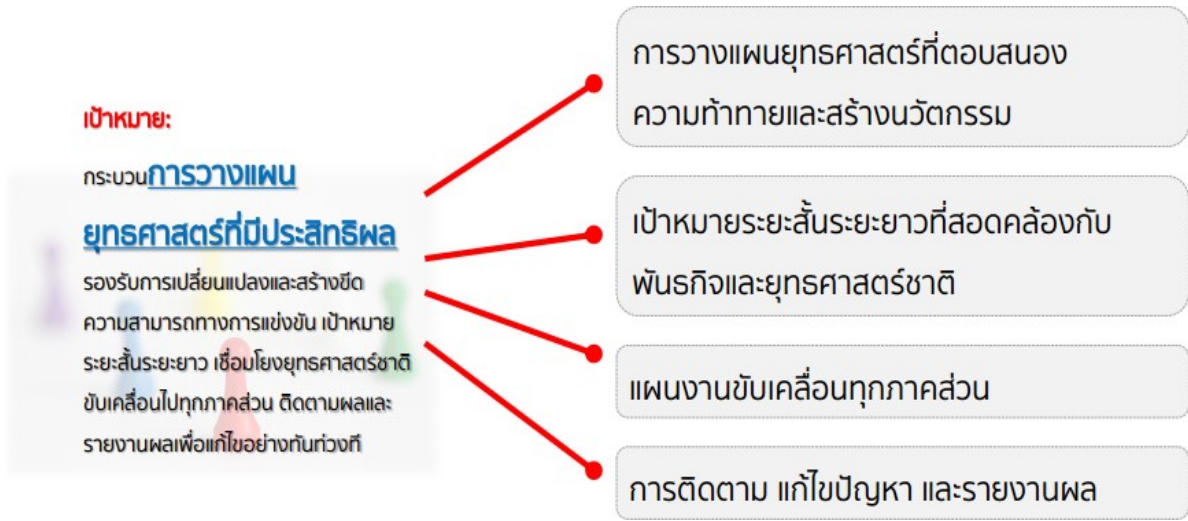 เป้าหมาย:
กระบวนการวางแผน
ยุทธศาสตร์ที่มีประสิทธิผล
รองรับการเปลี่ยนแปลงและสร้างขีด
ความสามารถทางการแข่งขัน เป้าหมาย
ระยะสั้นระยะยาว เชื่อมโยงยุทธศาสตร์ชาติ
ขับเคลื่อนไปทุกภาคส่วน ติดตามผลและ
รายงานผลเพื่อแก้ไขอย่างทันท่วงที
การวางแผนยุทธศาสตร์ที่ตอบสนอง
ความท้าทายและสร้างนวัตกรรม
เป้าหมายระยะสั้นระยะยาวที่สอดคล้องกับ
พันธกิจและยุทธศาสตร์ชาติ
แผนงานขับเคลื่อนทุกภาคส่วน
การติดตาม แก้ไขปัญหา และรายงานผล